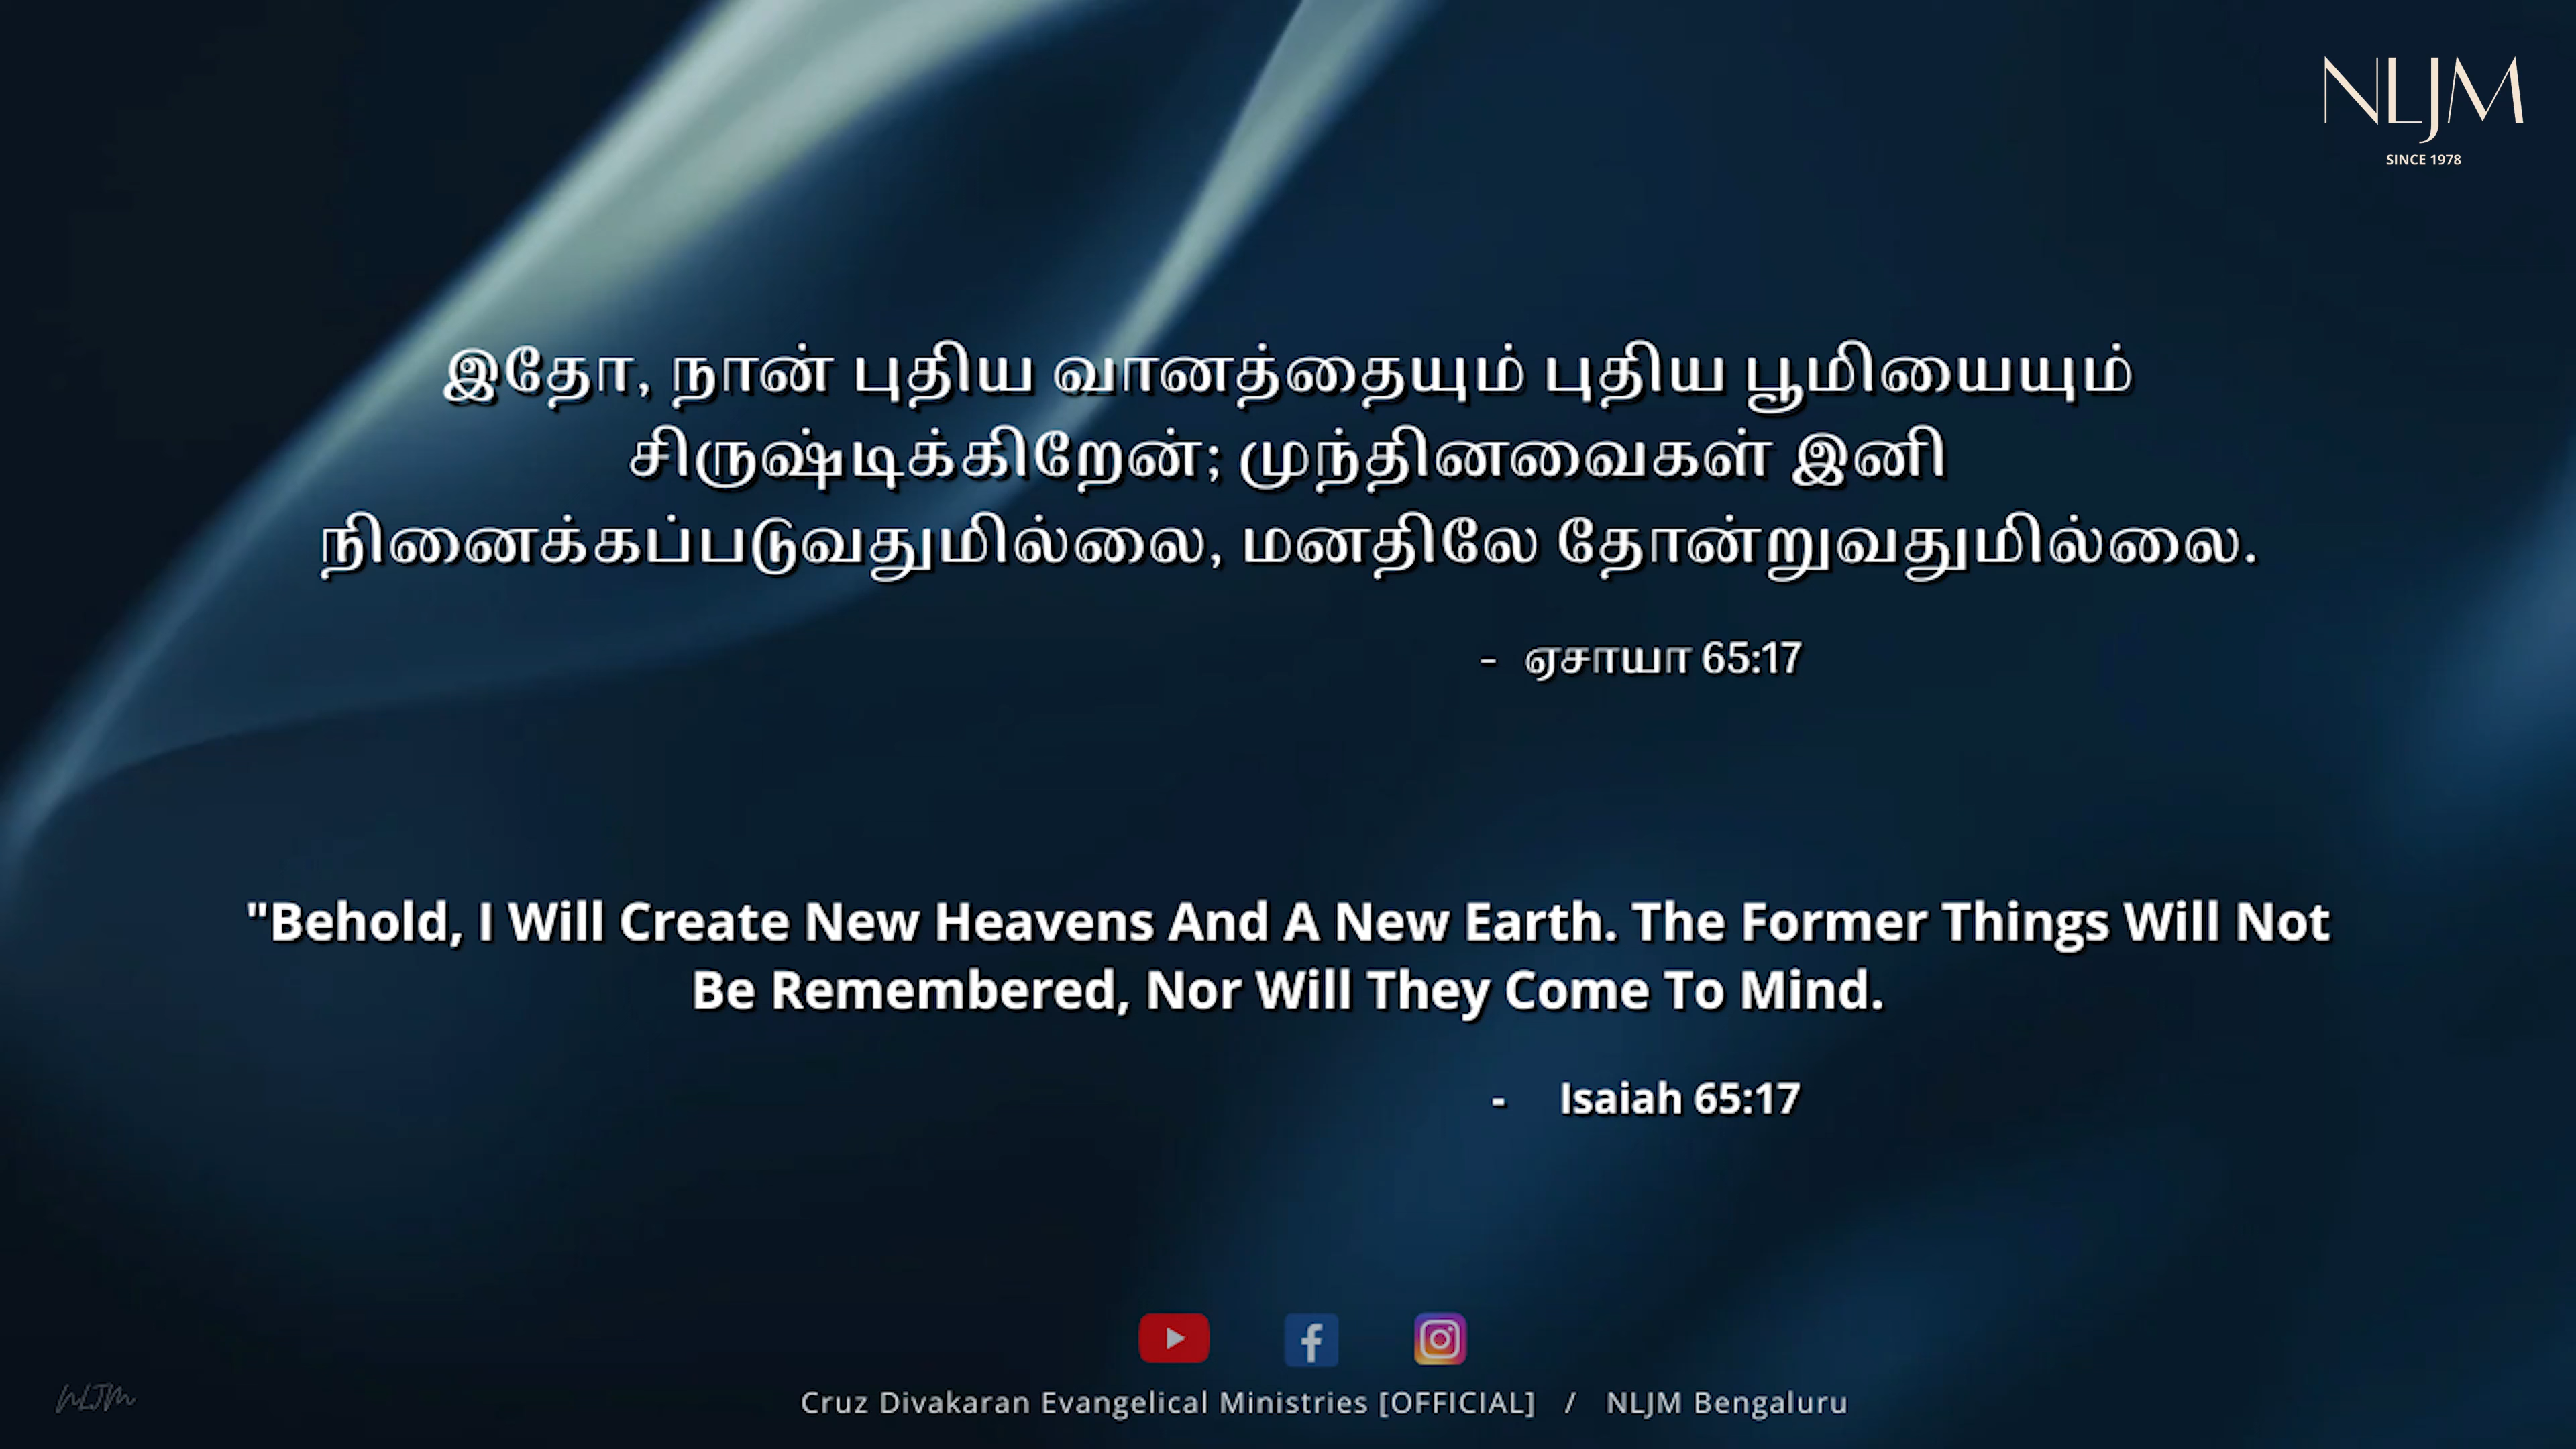 NLJM
SINCE 1978
இதோ, நான் புதிய வானத்தையும் புதிய பூமியையும்
சிருஷ்டிக்கிறேன்; முந்தினவைகள் இனி
நினைக்கப்படுவதுமில்லை, மனதிலே தோன்றுவதுமில்லை.
- ஏசாயா 65:17
"Behold, I Will Create New Heavens And A New Earth. The Former Things Will Not
Be Remembered, Nor Will They Come To Mind.
- Isaiah 65:17
NLJM
Cruz Divakaran Evangelical Ministries [OFFICIAL] / NLJM Bengaluru